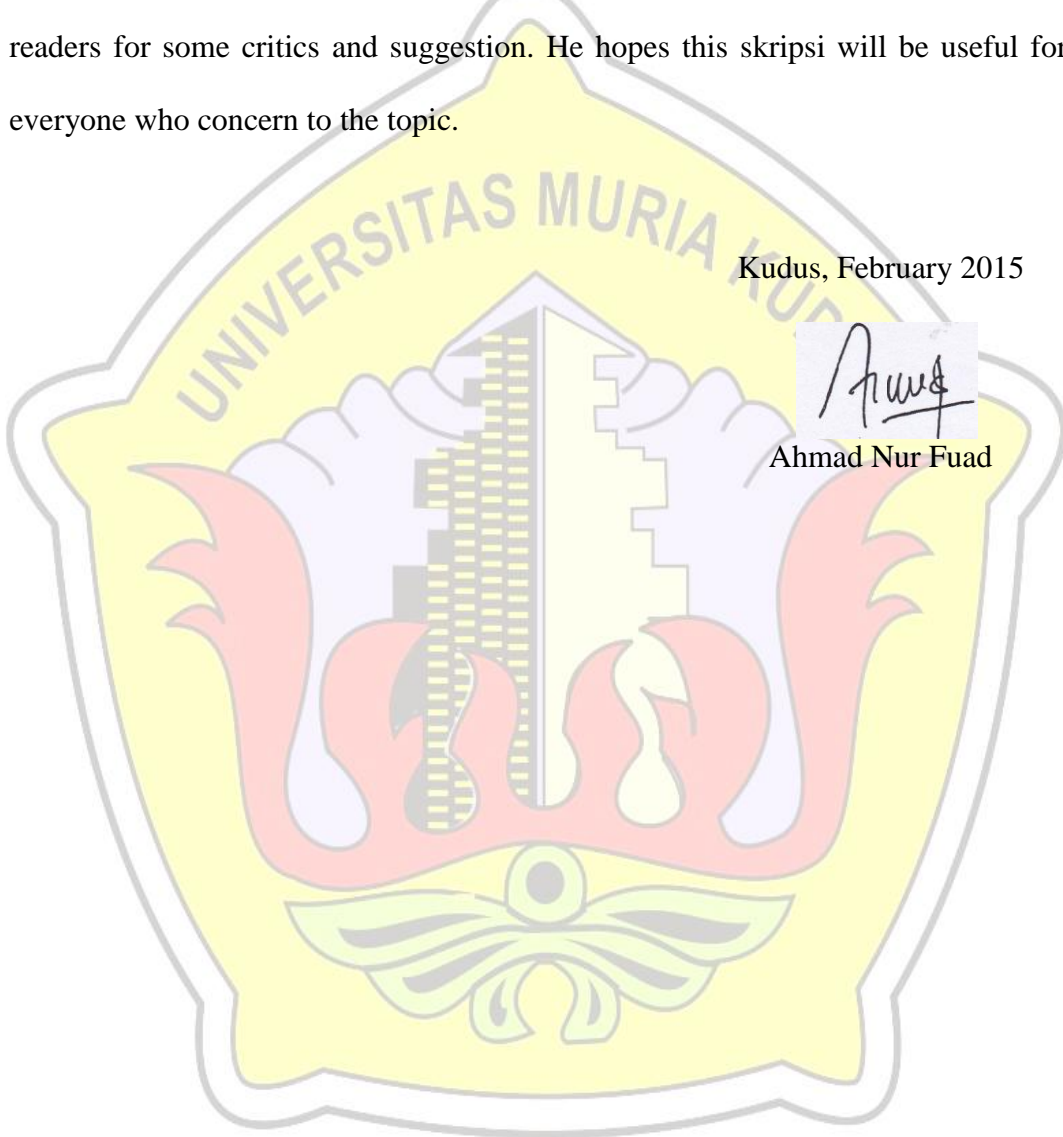 readers for some critics and suggestion. He hopes this skripsi will be useful for
everyone who concern to the topic.
UNIVERSITAS MURIA KUD
Kudus, February 2015
Ahmad Nur Fuad